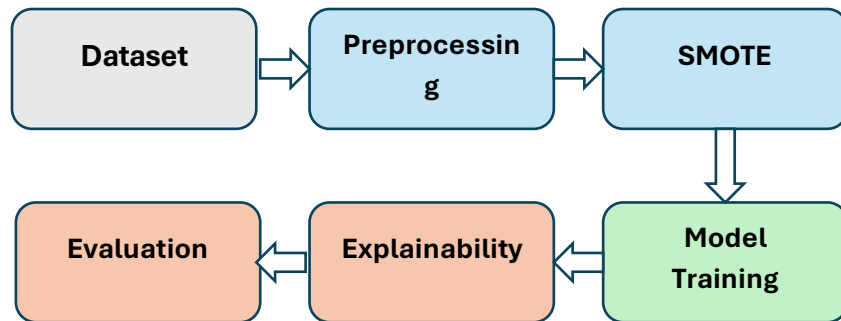 Dataset
Preprocessin
g
SMOTE
Evaluation
Explainability
Model
Training